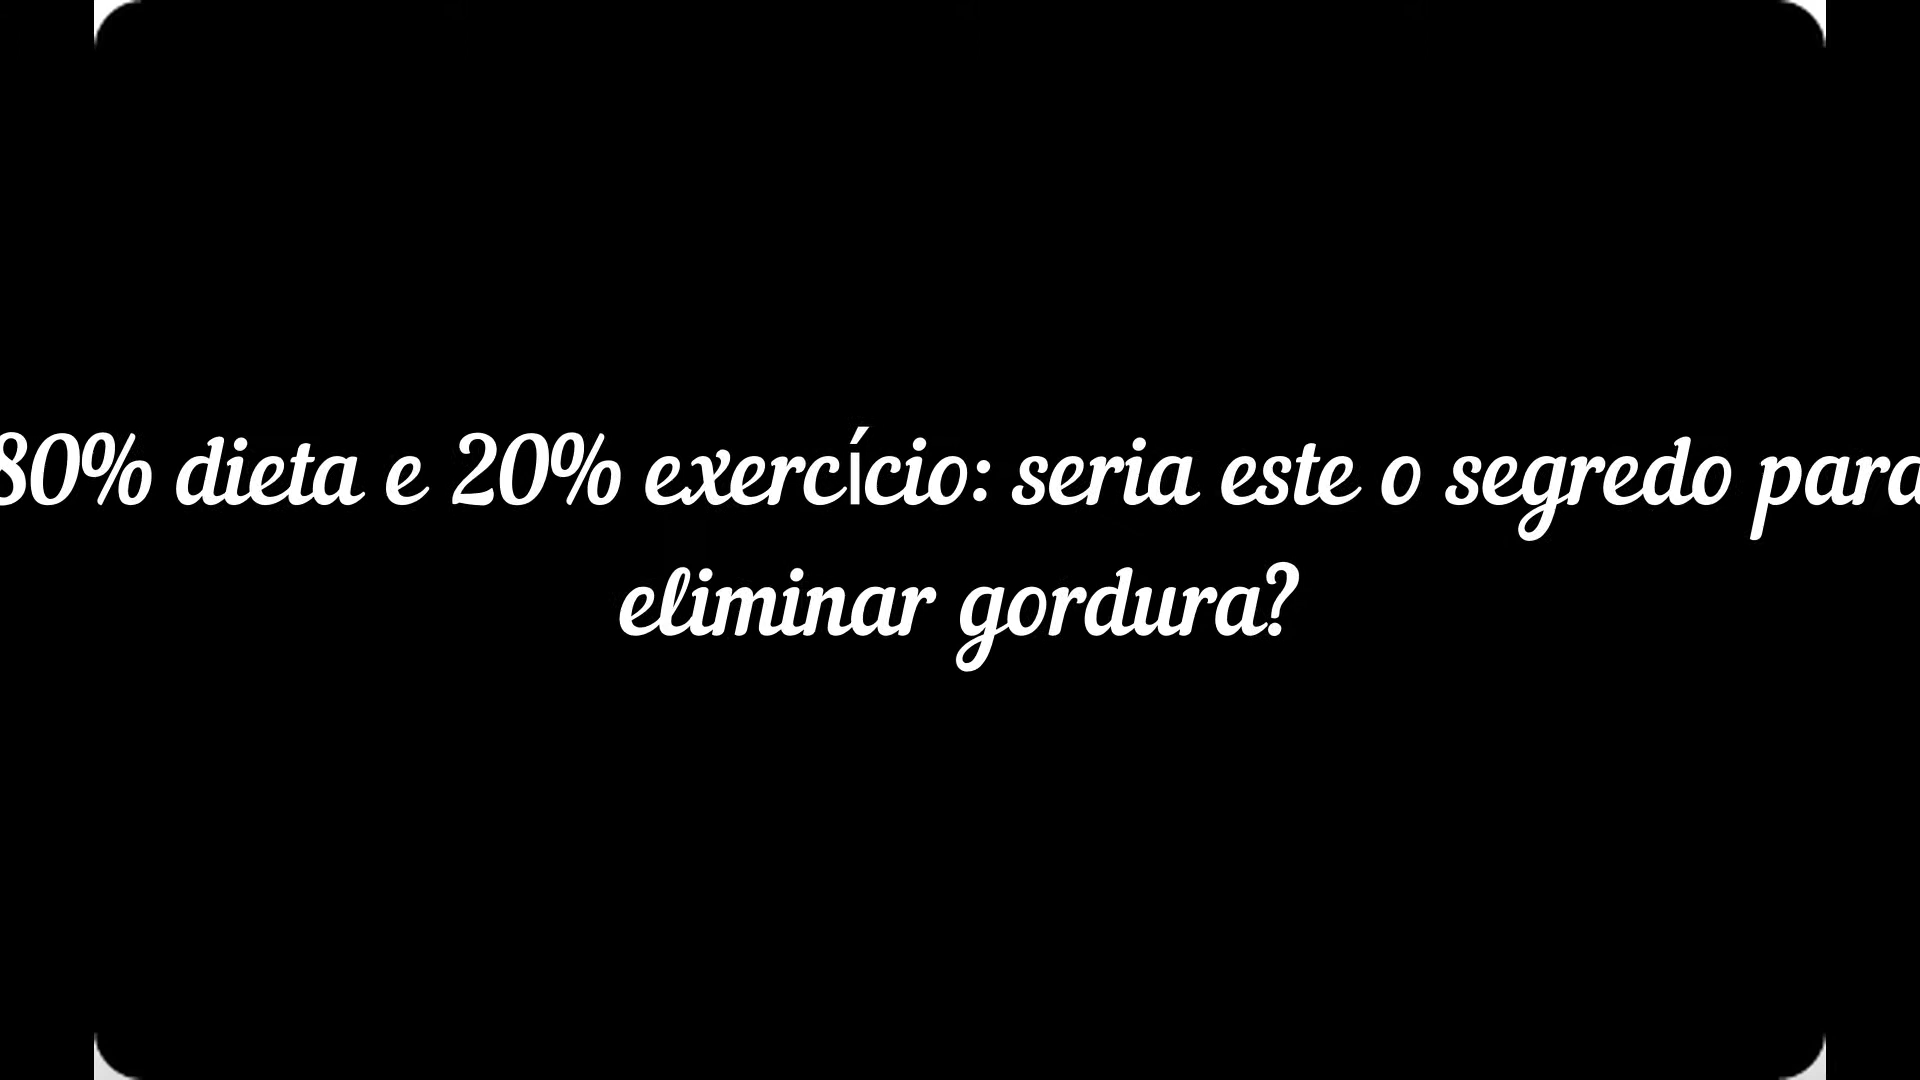 80% dieta e 20% exercício: seria este o segredo para
eliminar gordura?